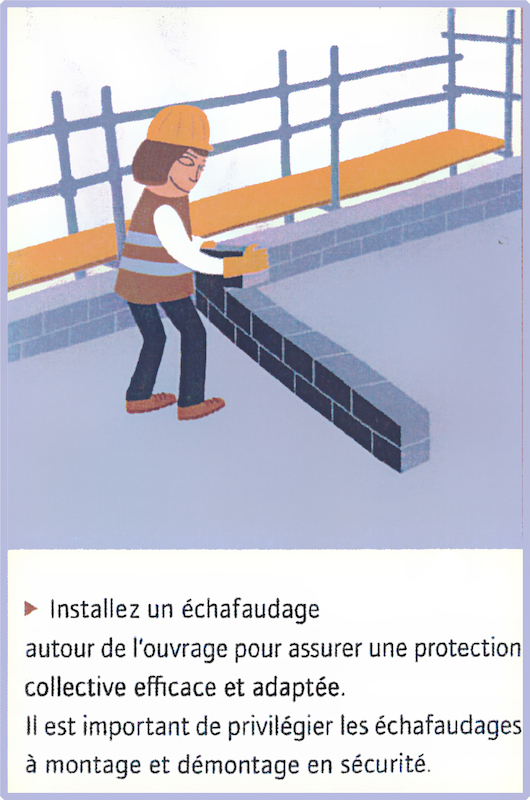 ▶ Installez un échafaudage
autour de l'ouvrage pour assurer une protection
collective efficace et adaptée.
Il est important de privilégier les échafaudages
à montage et démontage en sécurité.